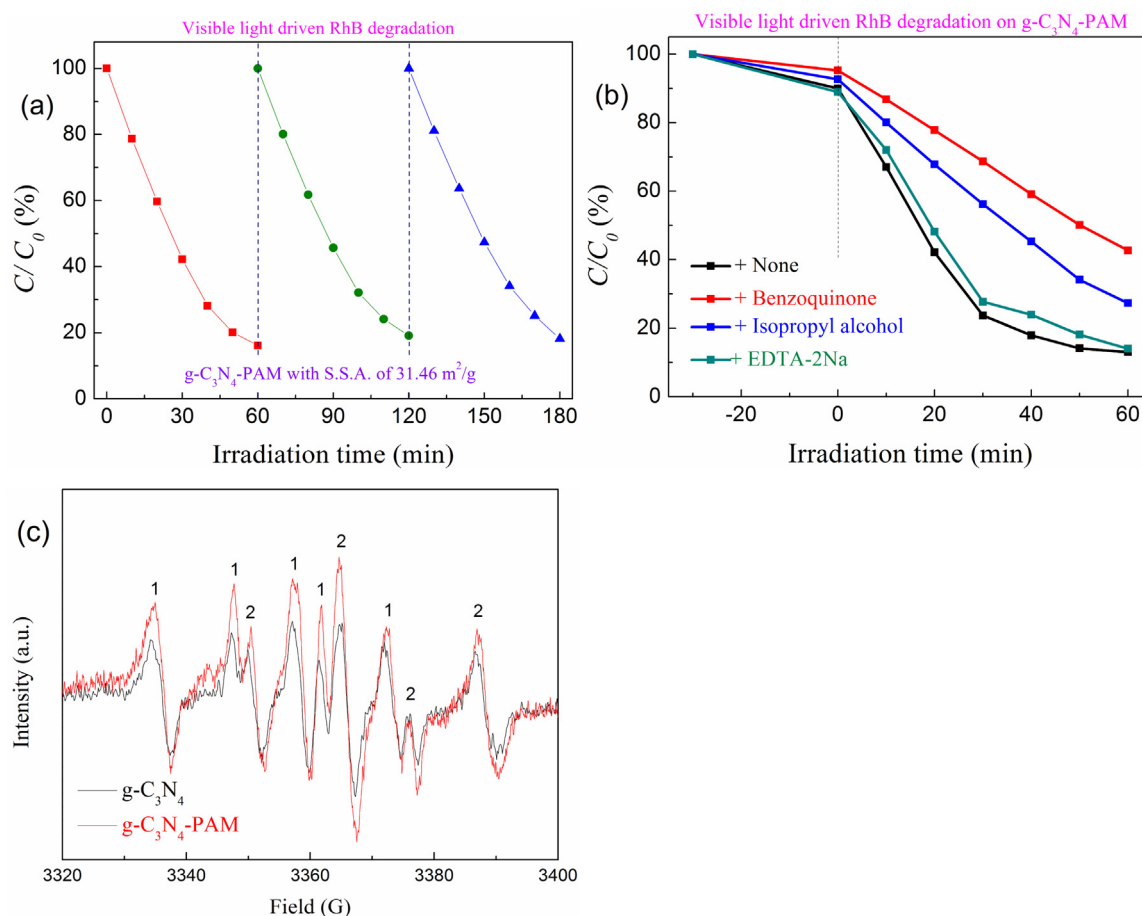 Visible light driven RhB degradation
(a)
100
80
60
40
20
0
C/C₀ (%)
g-C₃N₄-PAM with S.S.A. of 31.46 m²/g
0 30 60 90 120 150 180
Irradiation time (min)
Visible light driven RhB degradation on g-C₃N₄-PAM
(b)
100
80
60
40
20
0
C/C₀ (%)
+ None
+ Benzoquinone
+ Isopropyl alcohol
+ EDTA-2Na
-20 0 20 40 60
Irradiation time (min)
(c)
1 1 2 1 1 2 1 2 2
Intensity (a.u.)
g-C₃N₄
g-C₃N₄-PAM
3320 3340 3360 3380 3400
Field (G)